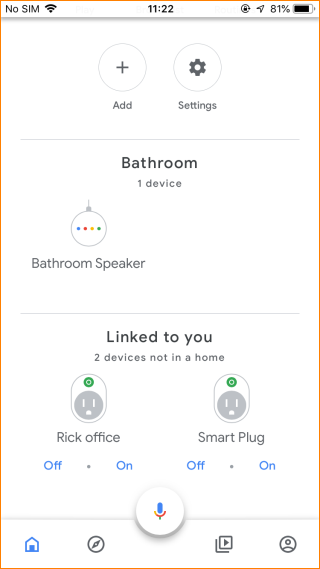 No SIM 11:22 81%
Add Settings
Bathroom
1 device
Bathroom Speaker
Linked to you
2 devices not in a home
Rick office Smart Plug
Off • On Off • On